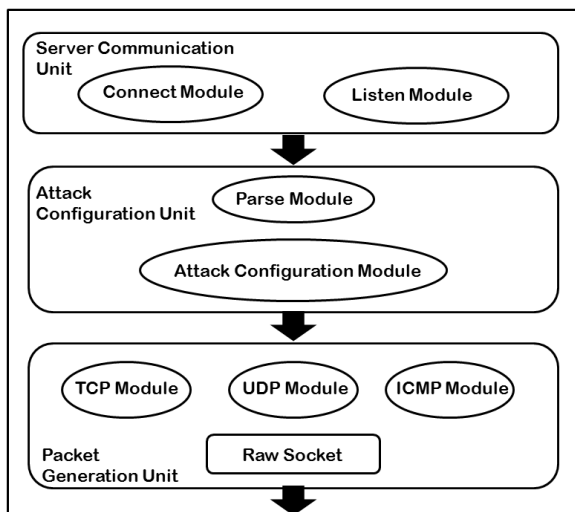 Server Communication
Unit
Connect Module
Listen Module
Attack
Configuration Unit
Parse Module
Attack Configuration Module
TCP Module
UDP Module
ICMP Module
Raw Socket
Packet
Generation Unit